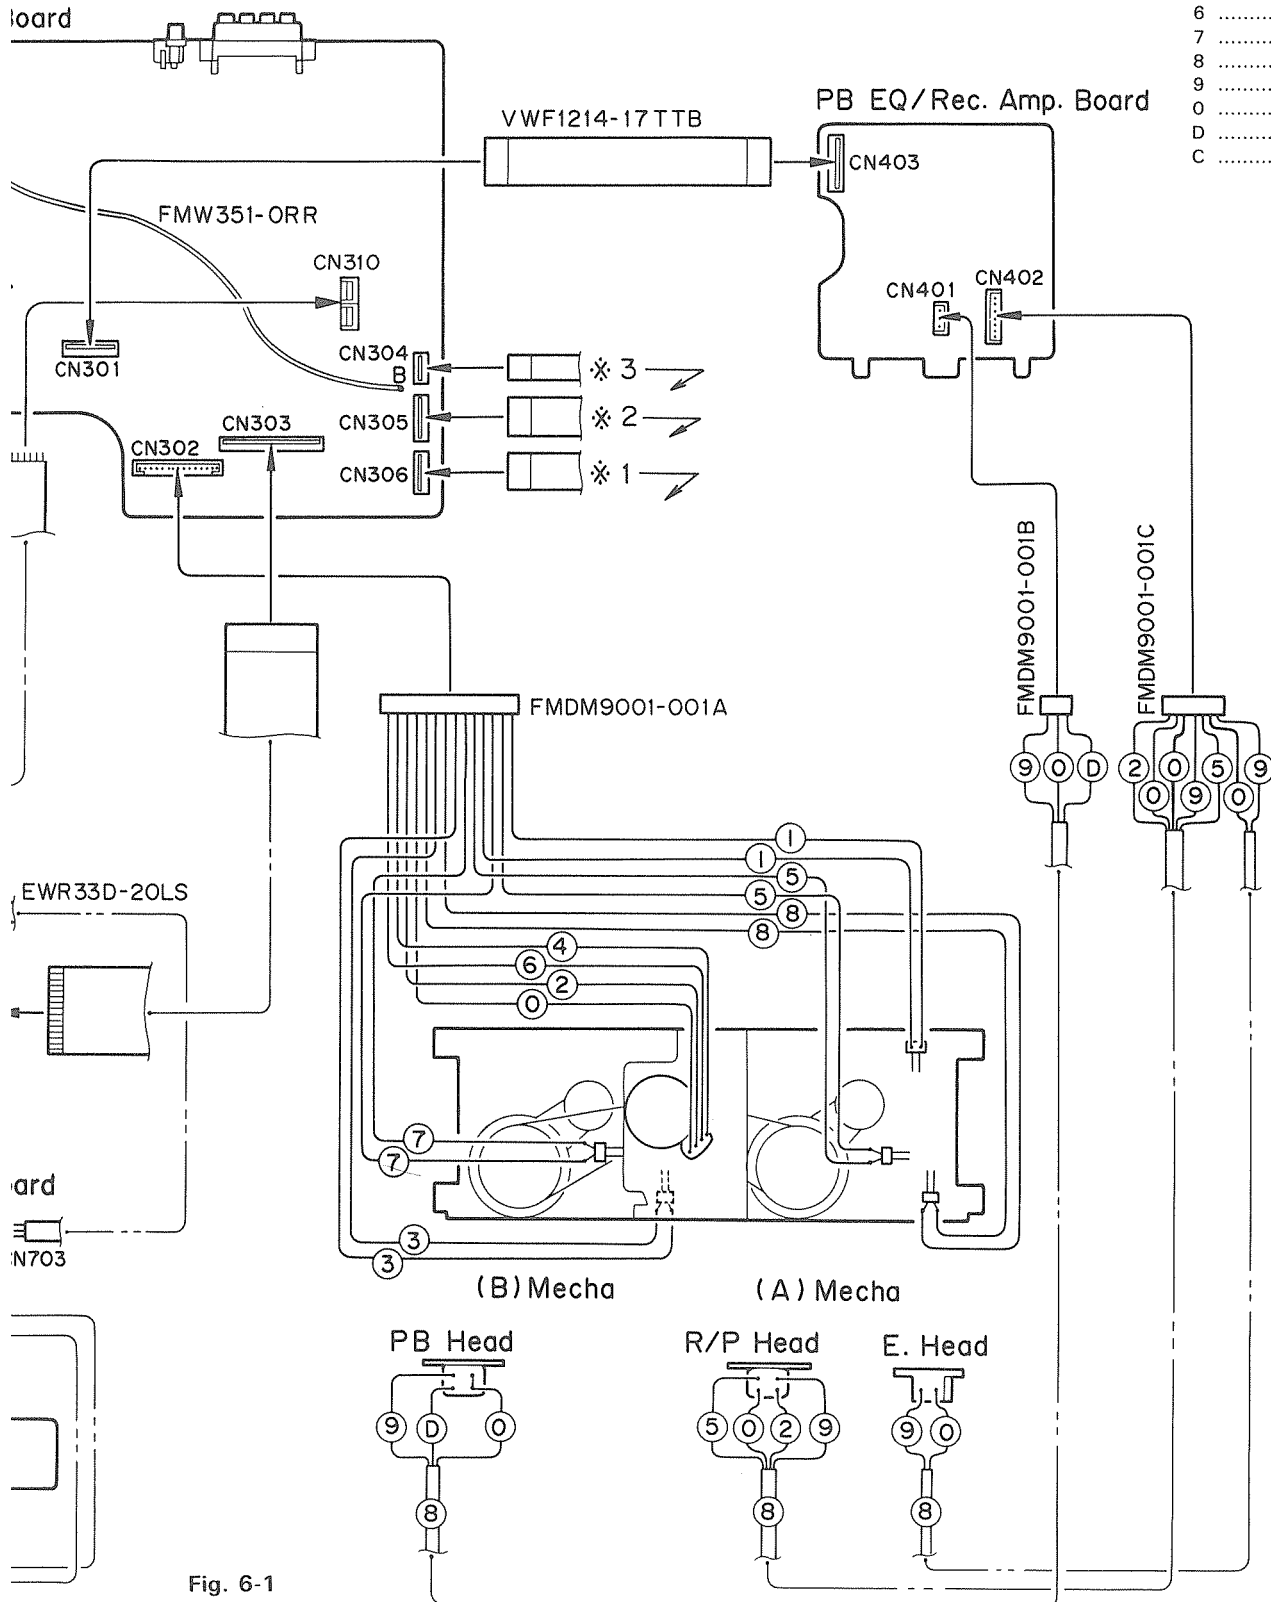 oard
6 .........
7 .........
8 .........
9 .........
0 .........
D .........
C .........
PB EQ/Rec. Amp. Board
VWF1214-17TTB
CN403
FMW351-0RR
CN310
CN401
CN402
CN301
CN304
B
※ 3
CN305
※ 2
CN303
CN302
CN306
※ 1
FMDM9001-001B
FMDM9001-001C
FMDM9001-001A
9 0 D
2 0 5 9
0 9 0
1
1
5
5
8
8
EWR33D-20LS
4
6
2
0
7
7
ard
N703
3
3
(B) Mecha
(A) Mecha
PB Head
R/P Head
E. Head
9 D 0
5 0 2 9
9 0
8
8
8
Fig. 6-1